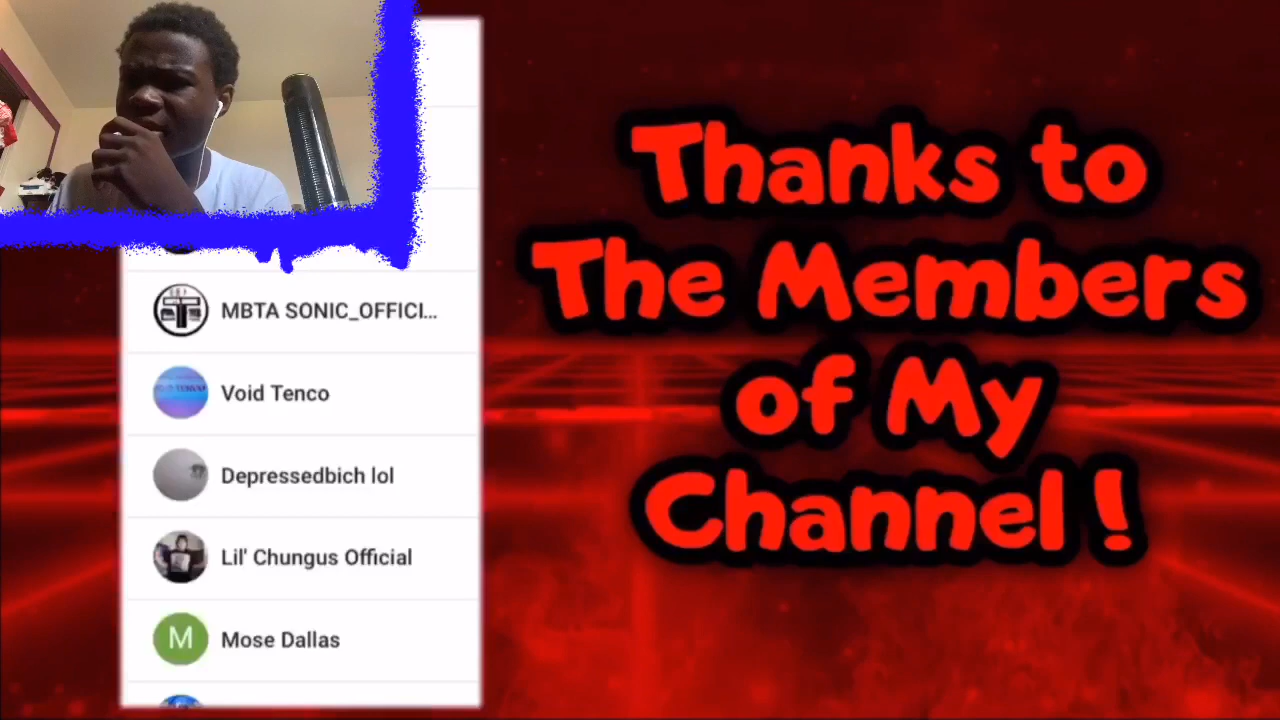 MBTA SONIC_OFFICI...
Void Tenco
Depressedbich lol
Lil' Chungus Official
M
Mose Dallas
Thanks to
The Members
of My
Channel !